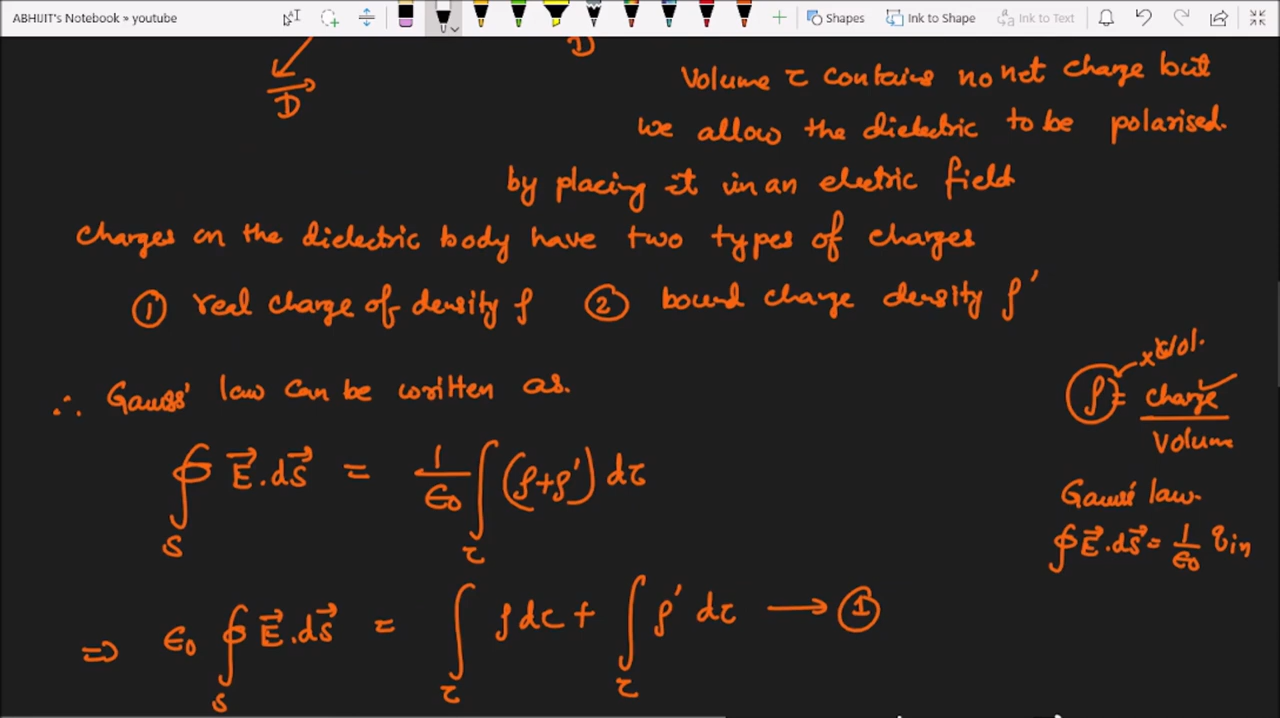 ABHIJIT's Notebook » youtube
Shapes
Ink to Shape
Ink to Text
D⃗
D
Volume τ contains no net charge but
we allow the dielectric to be polarised.
by placing it in an electric field
Charges on the dielectric body have two types of charges
① real charge of density ρ ② bound charge density ρ'
∴ Gauss' law can be written as.
∮_S E⃗.dS⃗ = 1/ε₀ ∫_τ (ρ+ρ') dτ
⇒ ε₀ ∮_S E⃗.dS⃗ = ∫_τ ρdτ + ∫_τ ρ' dτ → ①
ρ = charge / Volume
Gauss' law.
∮E⃗.dS⃗ = 1/ε₀ qin